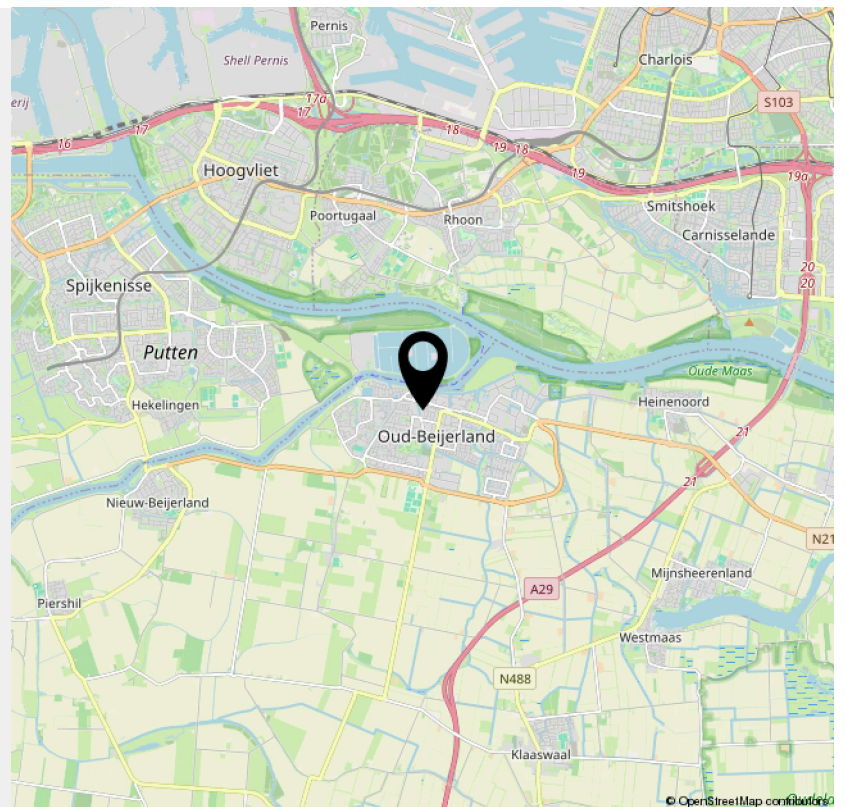 Pernis
Shell Pernis
Charlois
erij
17a
17
S103
16
17
18
19
18
Hoogvliet
19
19a
Poortugaal
Rhoon
Smitshoek
Carnisselande
20
20
Spijkenisse
Putten
Oude Maas
Hekelingen
Heinenoord
Oud-Beijerland
21
21
Nieuw-Beijerland
N21
Mijnsheerenland
A29
Piershil
Westmaas
N488
Klaaswaal
© OpenStreetMap contributors